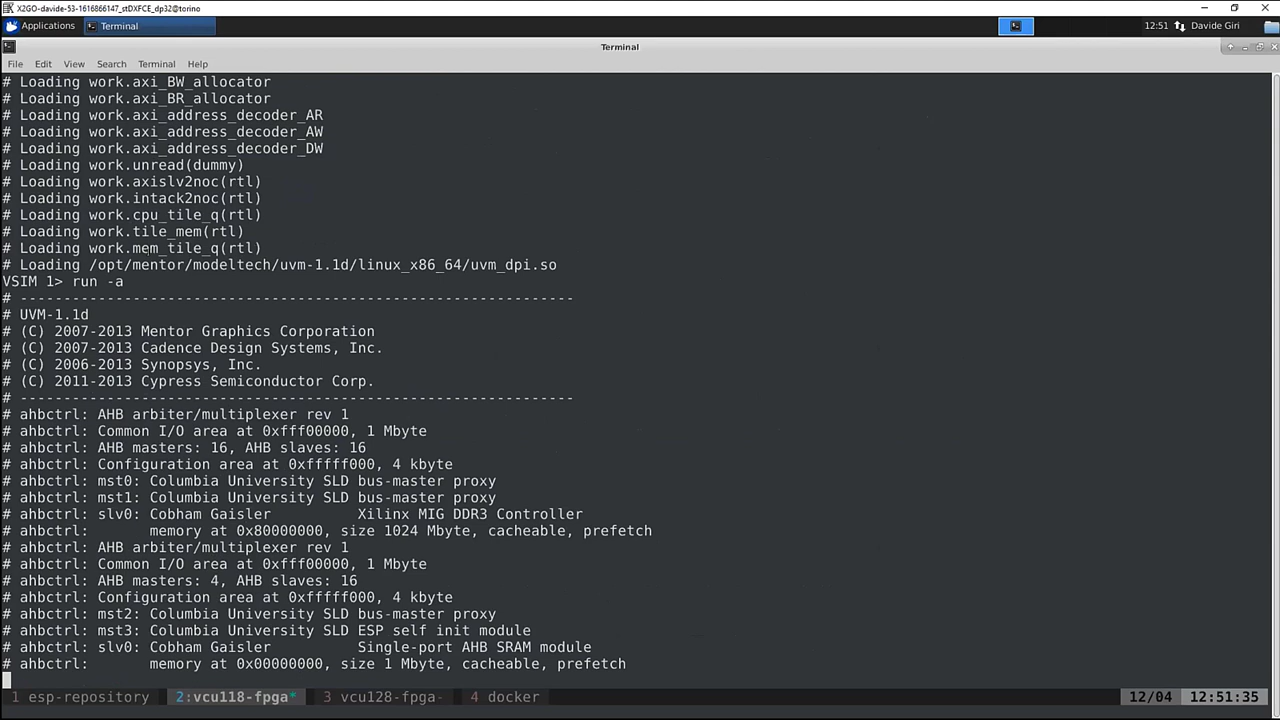 X2GO-davide-53-1616866147_stDXFCE_dp32@torino
Applications Terminal 12:51 Davide Giri
Terminal
File Edit View Search Terminal Help
# Loading work.axi_BW_allocator
# Loading work.axi_BR_allocator
# Loading work.axi_address_decoder_AR
# Loading work.axi_address_decoder_AW
# Loading work.axi_address_decoder_DW
# Loading work.unread(dummy)
# Loading work.axislv2noc(rtl)
# Loading work.intack2noc(rtl)
# Loading work.cpu_tile_q(rtl)
# Loading work.tile_mem(rtl)
# Loading work.mem_tile_q(rtl)
# Loading /opt/mentor/modeltech/uvm-1.1d/linux_x86_64/uvm_dpi.so
VSIM 1> run -a
# ----------------------------------------------------------------
# UVM-1.1d
# (C) 2007-2013 Mentor Graphics Corporation
# (C) 2007-2013 Cadence Design Systems, Inc.
# (C) 2006-2013 Synopsys, Inc.
# (C) 2011-2013 Cypress Semiconductor Corp.
# ----------------------------------------------------------------
# ahbctrl: AHB arbiter/multiplexer rev 1
# ahbctrl: Common I/O area at 0xfff00000, 1 Mbyte
# ahbctrl: AHB masters: 16, AHB slaves: 16
# ahbctrl: Configuration area at 0xfffff000, 4 kbyte
# ahbctrl: mst0: Columbia University SLD bus-master proxy
# ahbctrl: mst1: Columbia University SLD bus-master proxy
# ahbctrl: slv0: Cobham Gaisler Xilinx MIG DDR3 Controller
# ahbctrl: memory at 0x80000000, size 1024 Mbyte, cacheable, prefetch
# ahbctrl: AHB arbiter/multiplexer rev 1
# ahbctrl: Common I/O area at 0xfff00000, 1 Mbyte
# ahbctrl: AHB masters: 4, AHB slaves: 16
# ahbctrl: Configuration area at 0xfffff000, 4 kbyte
# ahbctrl: mst2: Columbia University SLD bus-master proxy
# ahbctrl: mst3: Columbia University SLD ESP self init module
# ahbctrl: slv0: Cobham Gaisler Single-port AHB SRAM module
# ahbctrl: memory at 0x00000000, size 1 Mbyte, cacheable, prefetch
1 esp-repository 2:vcu118-fpga* 3 vcu128-fpga- 4 docker 12/04 12:51:35